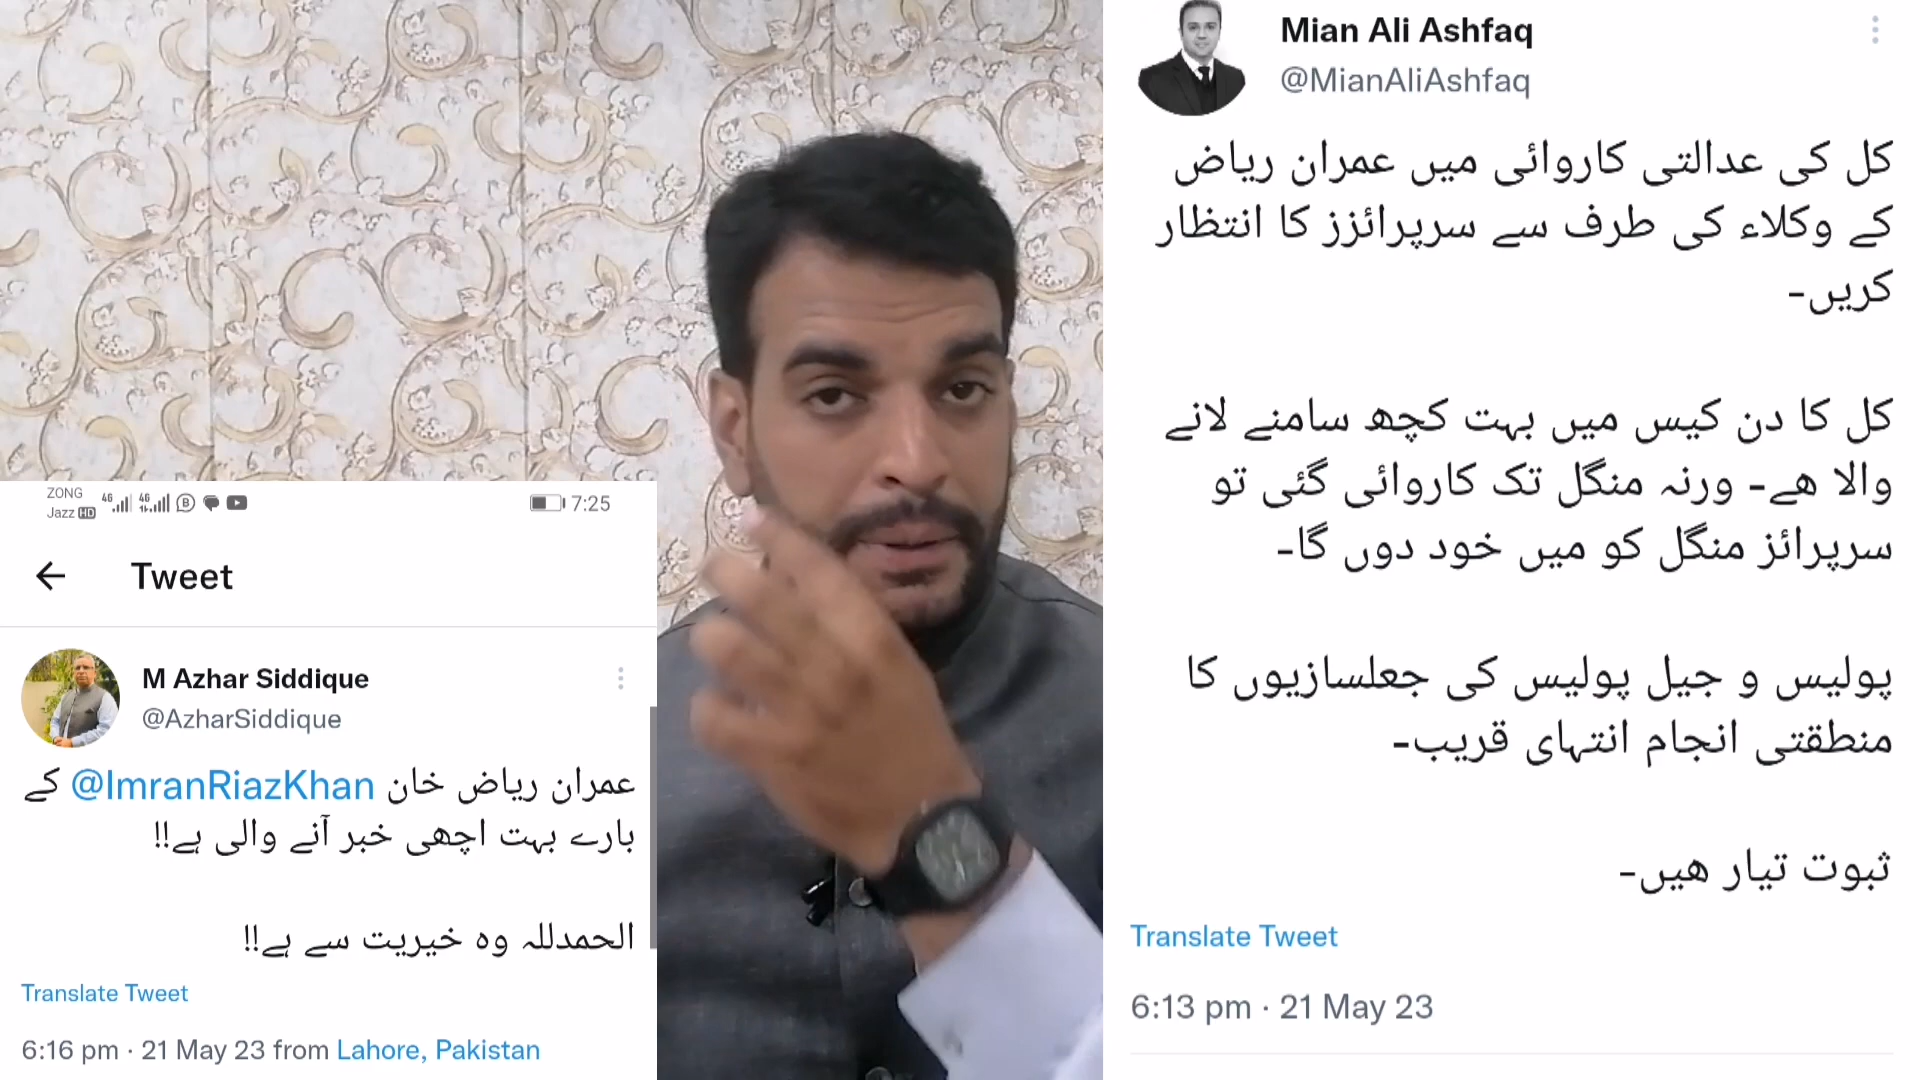 ZONG
Jazz HD
4G 4G
7:25
Tweet
M Azhar Siddique
@AzharSiddique
عمران ریاض خان @ImranRiazKhan کے
بارے بہت اچھی خبر آنے والی ہے!!
الحمدللہ وہ خیریت سے ہے!!
Translate Tweet
6:16 pm · 21 May 23 from Lahore, Pakistan
Mian Ali Ashfaq
@MianAliAshfaq
کل کی عدالتی کاروائی میں عمران ریاض
کے وکلاء کی طرف سے سرپرائزز کا انتظار
کریں-
کل کا دن کیس میں بہت کچھ سامنے لانے
والا ھے- ورنہ منگل تک کاروائی گئی تو
سرپرائز منگل کو میں خود دوں گا-
پولیس و جیل پولیس کی جعلسازیوں کا
منطقتی انجام انتہای قریب-
ثبوت تیار ھیں-
Translate Tweet
6:13 pm · 21 May 23